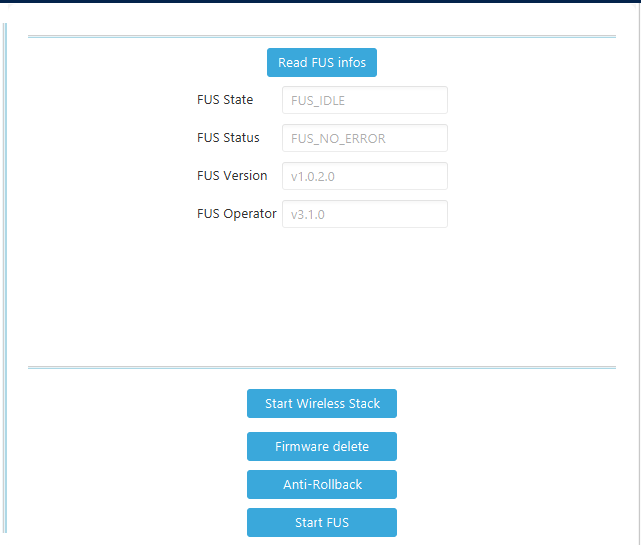 Read FUS infos
FUS State FUS_IDLE
FUS Status FUS_NO_ERROR
FUS Version v1.0.2.0
FUS Operator v3.1.0
Start Wireless Stack
Firmware delete
Anti-Rollback
Start FUS